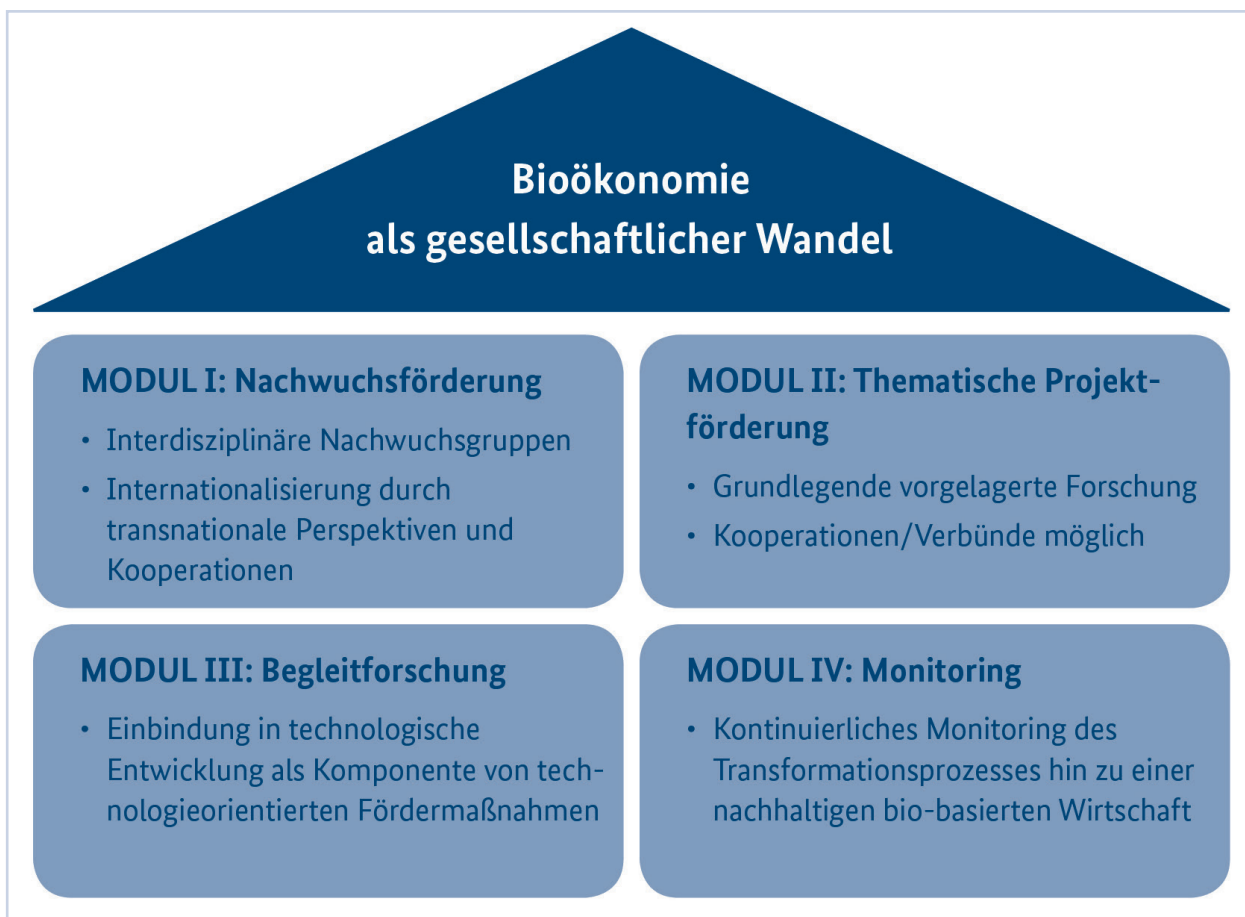 Bioökonomie
als gesellschaftlicher Wandel
MODUL I: Nachwuchsförderung
• Interdisziplinäre Nachwuchsgruppen
• Internationalisierung durch
transnationale Perspektiven und
Kooperationen
MODUL II: Thematische Projekt-
förderung
• Grundlegende vorgelagerte Forschung
• Kooperationen/Verbünde möglich
MODUL III: Begleitforschung
• Einbindung in technologische
Entwicklung als Komponente von tech-
nologieorientierten Fördermaßnahmen
MODUL IV: Monitoring
• Kontinuierliches Monitoring des
Transformationsprozesses hin zu einer
nachhaltigen bio-basierten Wirtschaft